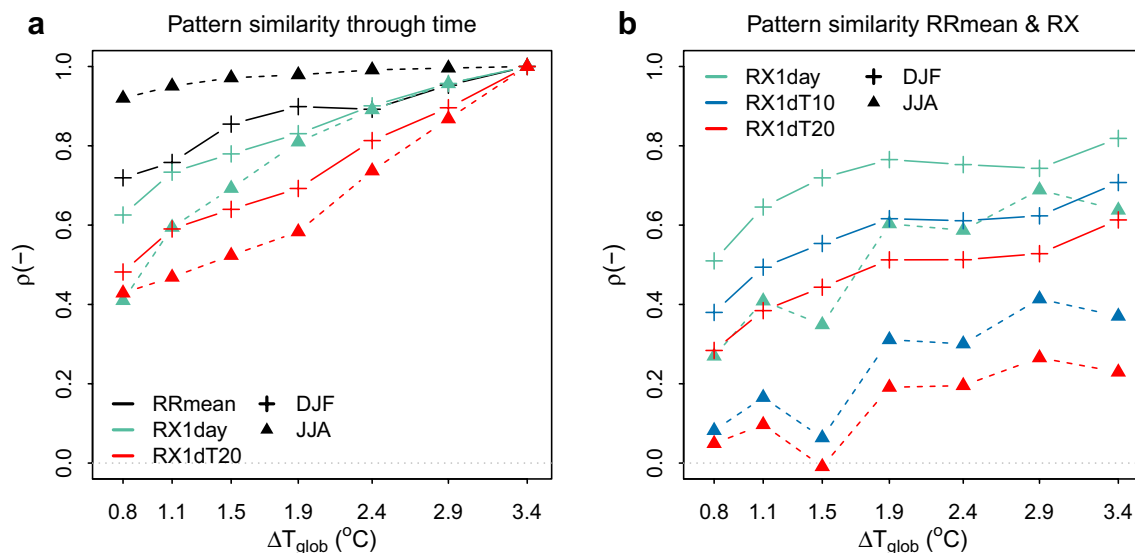 a Pattern similarity through time
ρ(−)
1.0
0.8
0.6
0.4
0.2
0.0
RRmean DJF
RX1day JJA
RX1dT20
0.8 1.1 1.5 1.9 2.4 2.9 3.4
ΔTglob (°C)
b Pattern similarity RRmean & RX
ρ(−)
1.0
0.8
0.6
0.4
0.2
0.0
RX1day DJF
RX1dT10 JJA
RX1dT20
0.8 1.1 1.5 1.9 2.4 2.9 3.4
ΔTglob (°C)